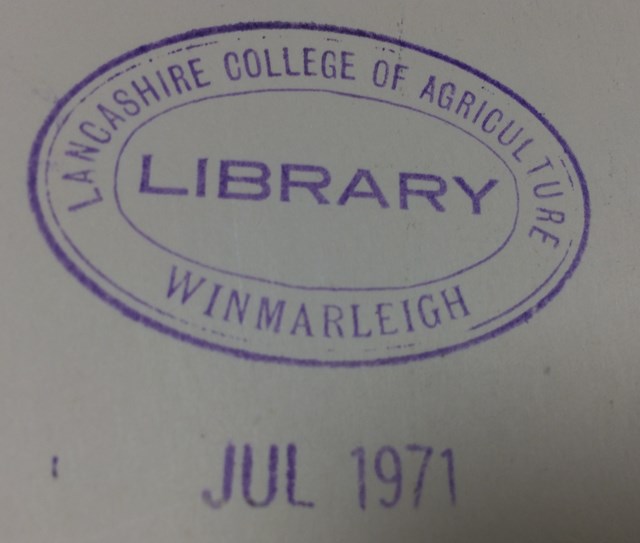 LANCASHIRE COLLEGE OF AGRICULTURE
LIBRARY
WINMARLEIGH
JUL 1971